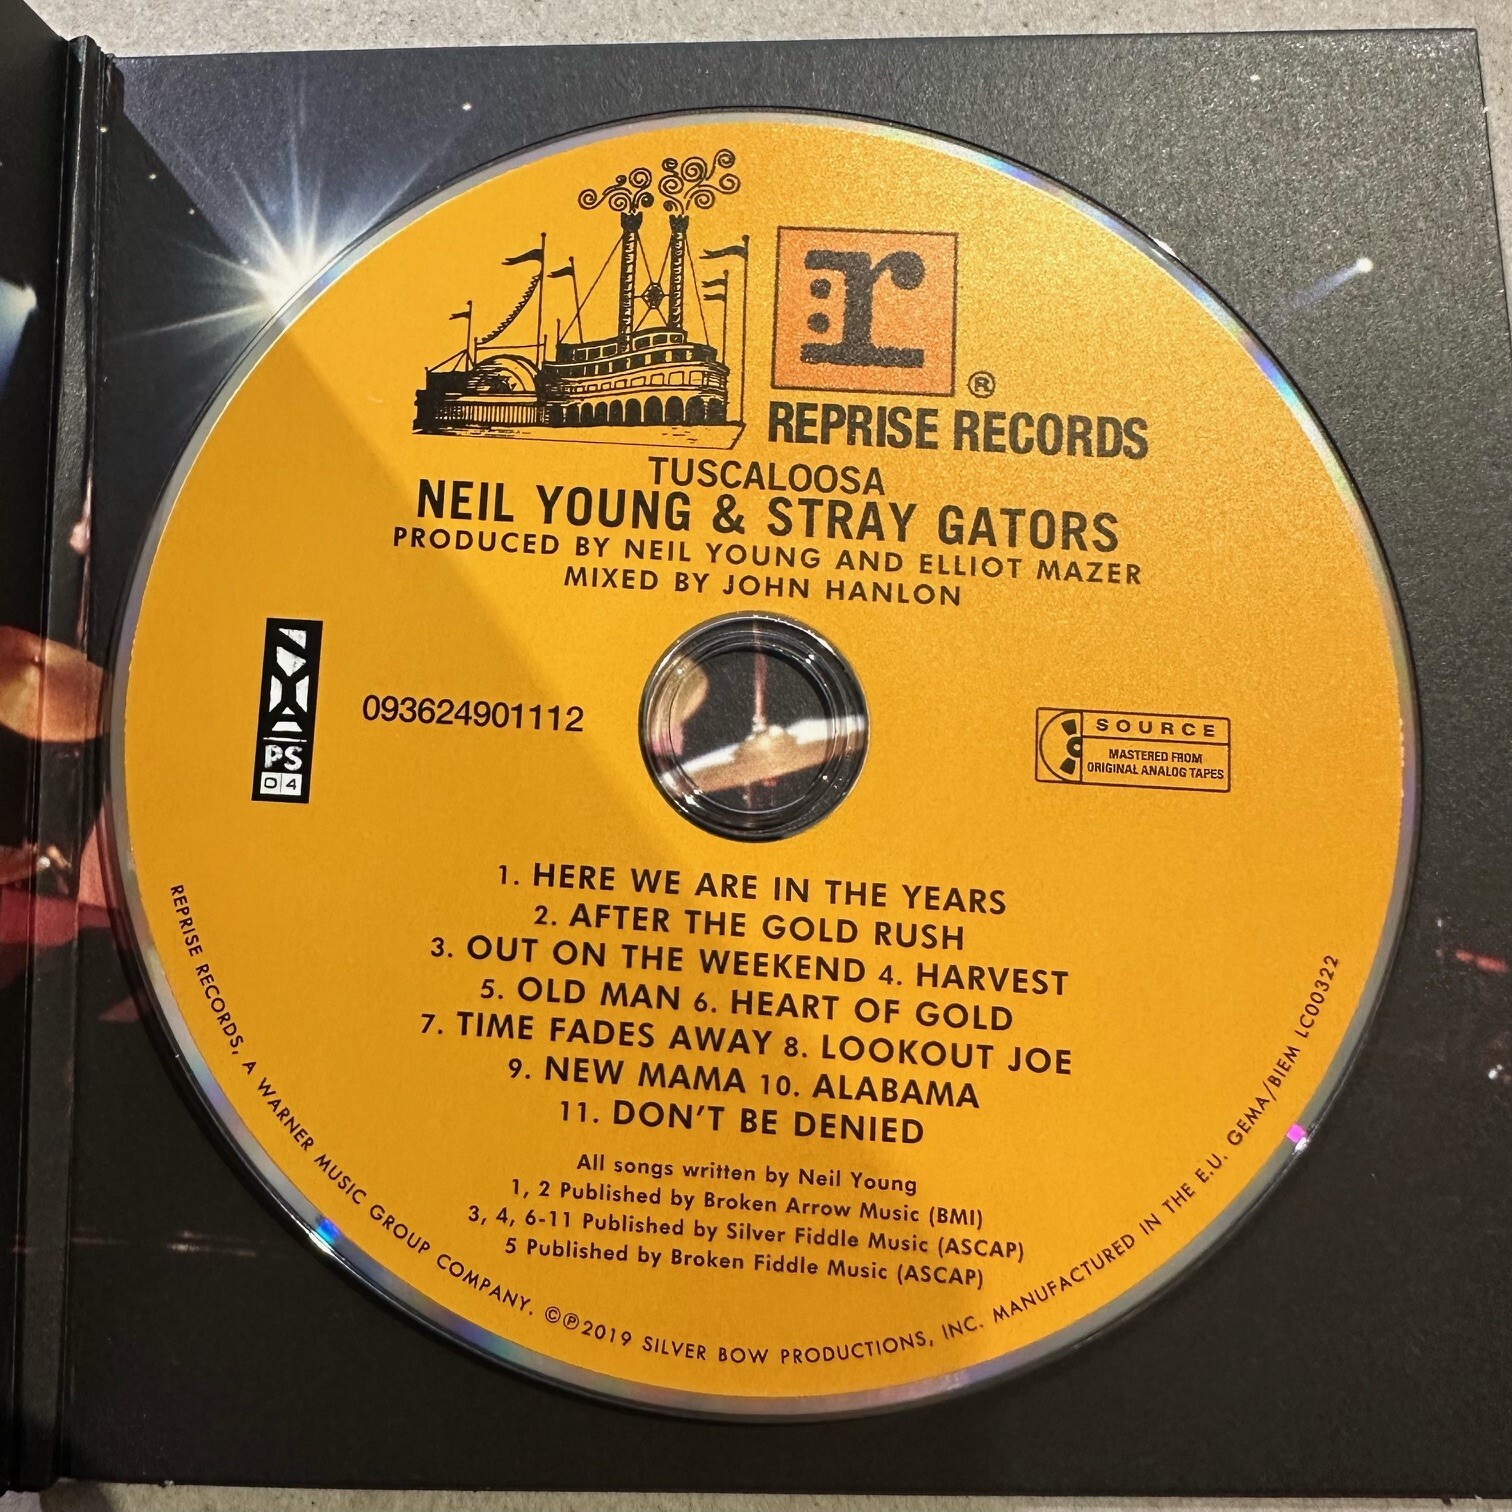 r
®
REPRISE RECORDS
TUSCALOOSA
NEIL YOUNG & STRAY GATORS
PRODUCED BY NEIL YOUNG AND ELLIOT MAZER
MIXED BY JOHN HANLON
PS
04
093624901112
SOURCE
MASTERED FROM
ORIGINAL ANALOG TAPES
1. HERE WE ARE IN THE YEARS
2. AFTER THE GOLD RUSH
3. OUT ON THE WEEKEND 4. HARVEST
5. OLD MAN 6. HEART OF GOLD
7. TIME FADES AWAY 8. LOOKOUT JOE
9. NEW MAMA 10. ALABAMA
11. DON'T BE DENIED
All songs written by Neil Young
1, 2 Published by Broken Arrow Music (BMI)
3, 4, 6-11 Published by Silver Fiddle Music (ASCAP)
5 Published by Broken Fiddle Music (ASCAP)
REPRISE RECORDS, A WARNER MUSIC GROUP COMPANY. ©℗2019 SILVER BOW PRODUCTIONS, INC. MANUFACTURED IN THE E.U. GEMA/BIEM LC00322